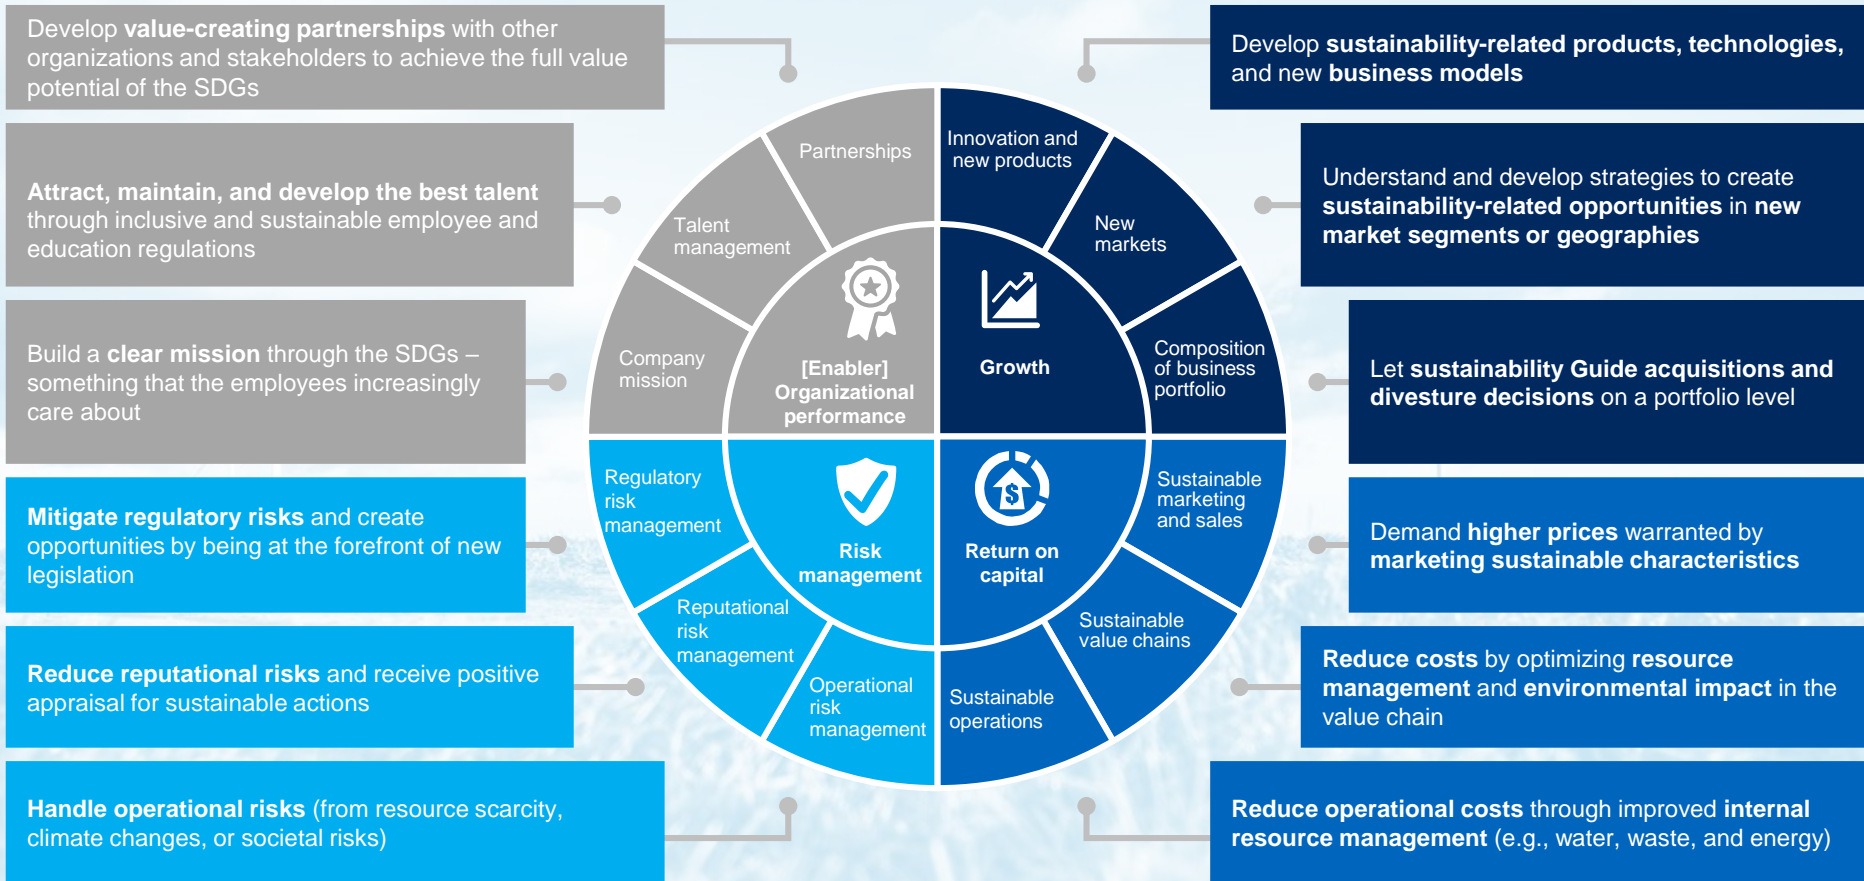 Develop value-creating partnerships with other
organizations and stakeholders to achieve the full value
potential of the SDGs
Attract, maintain, and develop the best talent
through inclusive and sustainable employee and
education regulations
Build a clear mission through the SDGs –
something that the employees increasingly
care about
Mitigate regulatory risks and create
opportunities by being at the forefront of new
legislation
Reduce reputational risks and receive positive
appraisal for sustainable actions
Handle operational risks (from resource scarcity,
climate changes, or societal risks)
Partnerships
Talent
management
Company
mission
[Enabler]
Organizational
performance
Regulatory
risk
management
Reputational
risk
management
Operational
risk
management
Risk
management
Innovation and
new products
New
markets
Composition
of business
portfolio
Growth
$
Return on
capital
Sustainable
marketing
and sales
Sustainable
value chains
Sustainable
operations
Develop sustainability-related products, technologies,
and new business models
Understand and develop strategies to create
sustainability-related opportunities in new
market segments or geographies
Let sustainability Guide acquisitions and
divesture decisions on a portfolio level
Demand higher prices warranted by
marketing sustainable characteristics
Reduce costs by optimizing resource
management and environmental impact in the
value chain
Reduce operational costs through improved internal
resource management (e.g., water, waste, and energy)